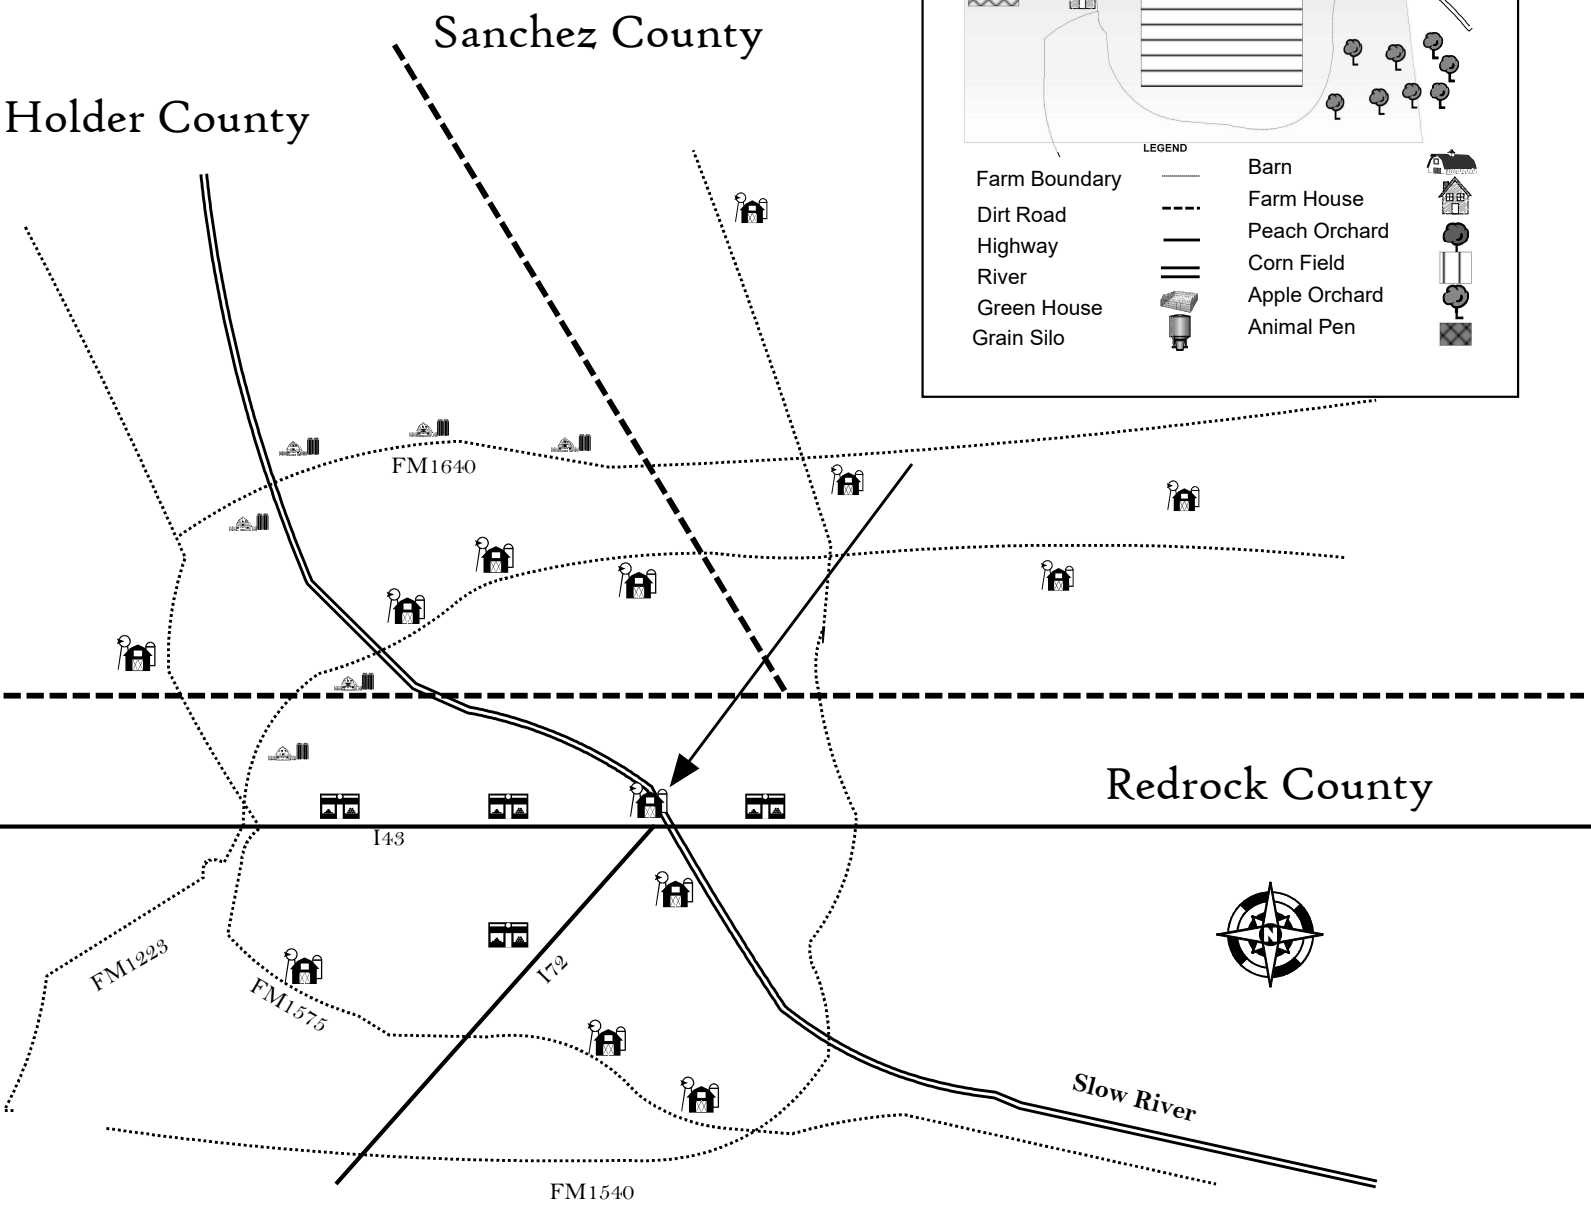 Sanchez County
Holder County
LEGEND
Farm Boundary
Dirt Road
Highway
River
Green House
Grain Silo
Barn
Farm House
Peach Orchard
Corn Field
Apple Orchard
Animal Pen
FM1640
Redrock County
I43
N
FM1223
I72
FM1575
Slow River
FM1540